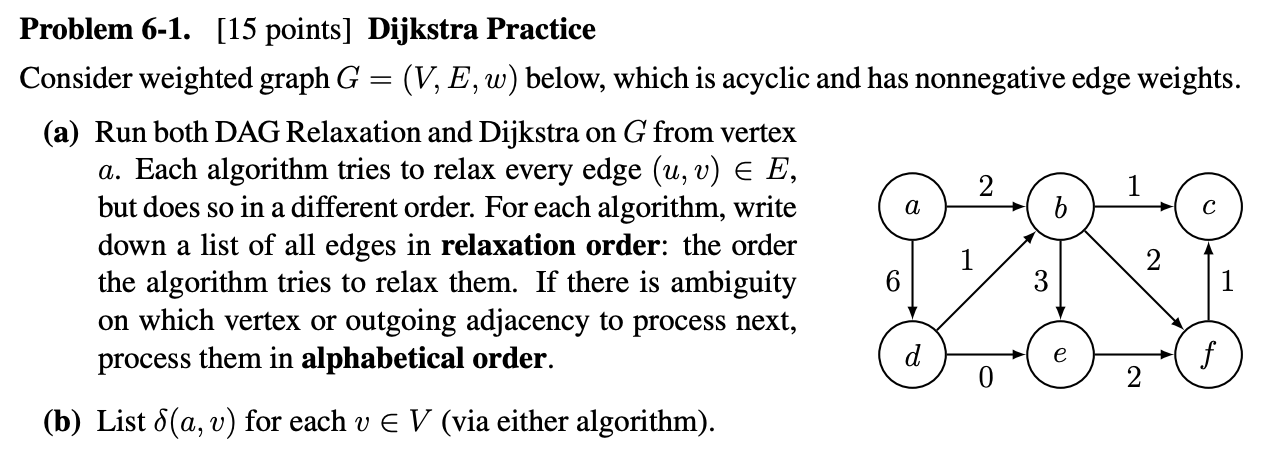 Problem 6-1. [15 points] Dijkstra Practice
Consider weighted graph G = (V, E, w) below, which is acyclic and has nonnegative edge weights.
(a) Run both DAG Relaxation and Dijkstra on G from vertex
a. Each algorithm tries to relax every edge (u, v) ∈ E,
but does so in a different order. For each algorithm, write
down a list of all edges in relaxation order: the order
the algorithm tries to relax them. If there is ambiguity
on which vertex or outgoing adjacency to process next,
process them in alphabetical order.
(b) List δ(a, v) for each v ∈ V (via either algorithm).
2 1
a b c
1 2
6 3 1
d e f
0 2